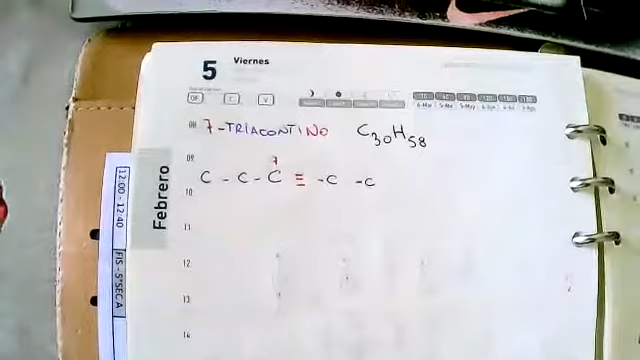 5 Viernes
08 7-TRIACONTINO C30H58
09 7
10 C - C - C ≡ - C - C
11
12
13
14
Febrero
12:00 - 12:40
FIS - 5°SEC A